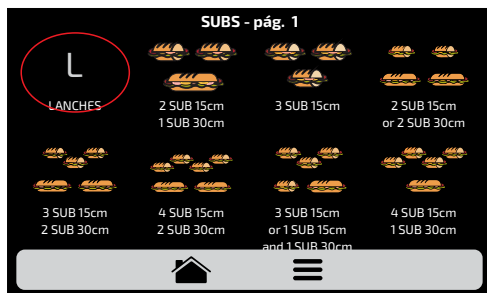 SUBS - pág. 1
L
LANCHES
2 SUB 15cm
1 SUB 30cm
3 SUB 15cm
2 SUB 15cm
or 2 SUB 30cm
3 SUB 15cm
2 SUB 30cm
4 SUB 15cm
2 SUB 30cm
3 SUB 15cm
or 1 SUB 15cm
and 1 SUB 30cm
4 SUB 15cm
1 SUB 30cm